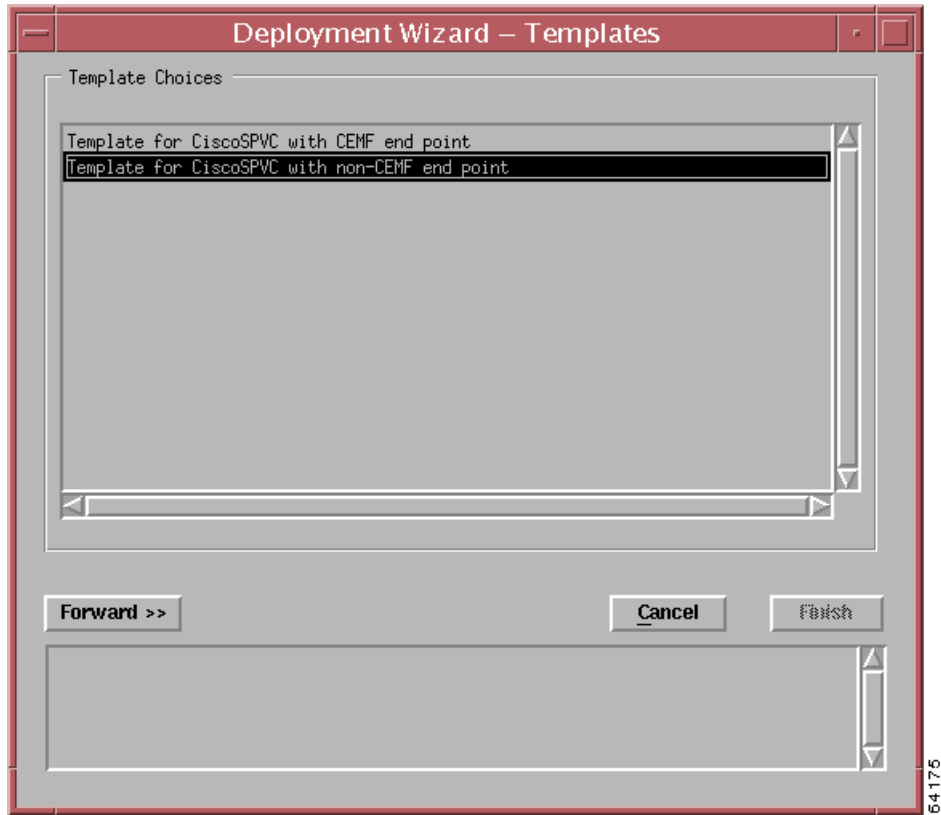 Deployment Wizard – Templates
Template Choices
Template for CiscoSPVC with CEMF end point
Template for CiscoSPVC with non-CEMF end point
Forward >>
Cancel
Finish
64175